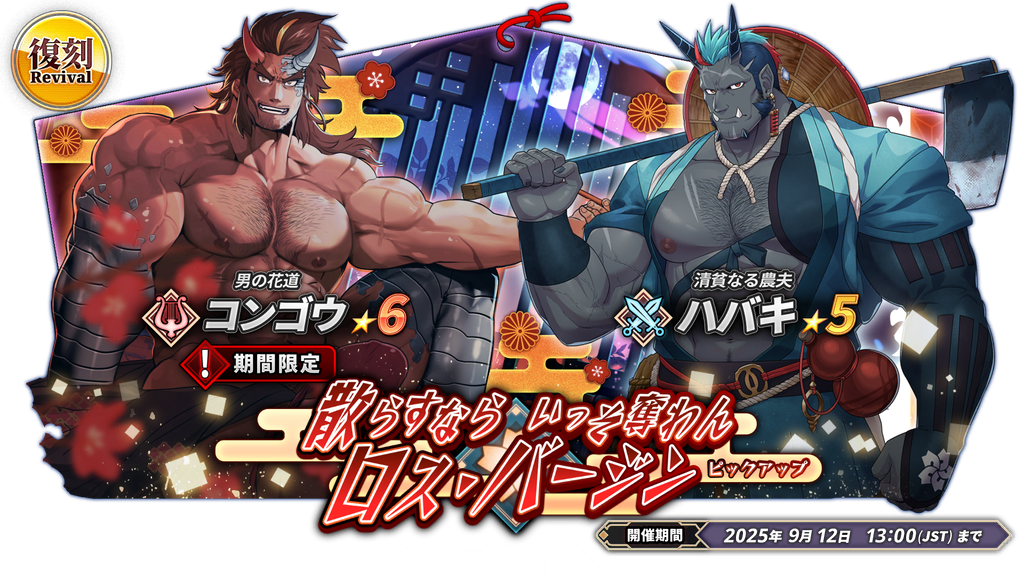 復刻
Revival
男の花道
コンゴウ ★6
! 期間限定
清貧なる農夫
ハバキ ★5
散らすなら いっそ奪わん
ロス・バージン ピックアップ
開催期間 2025年 9月 12日 13:00(JST) まで